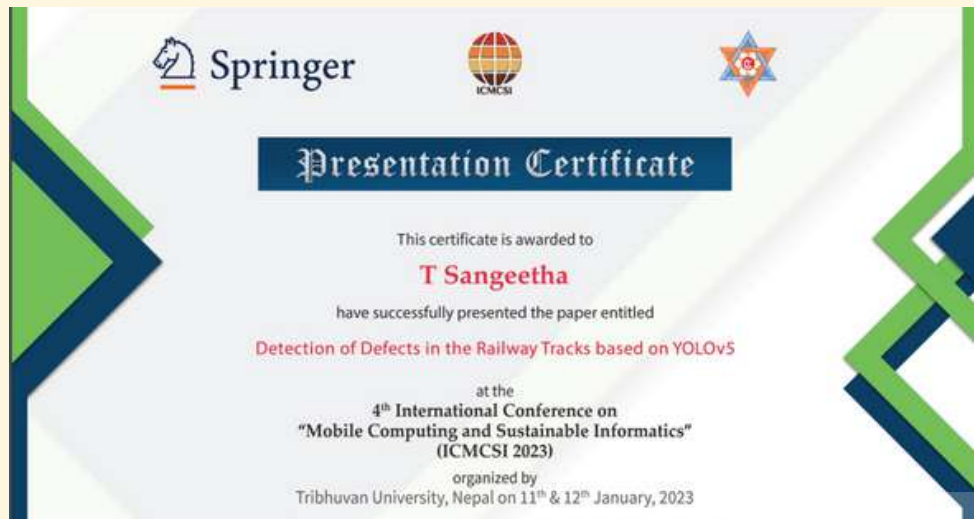 Springer
ICMCSI
Presentation Certificate
This certificate is awarded to
T Sangeetha
have successfully presented the paper entitled
Detection of Defects in the Railway Tracks based on YOLOv5
at the
4th International Conference on
“Mobile Computing and Sustainable Informatics”
(ICMCSI 2023)
organized by
Tribhuvan University, Nepal on 11th & 12th January, 2023